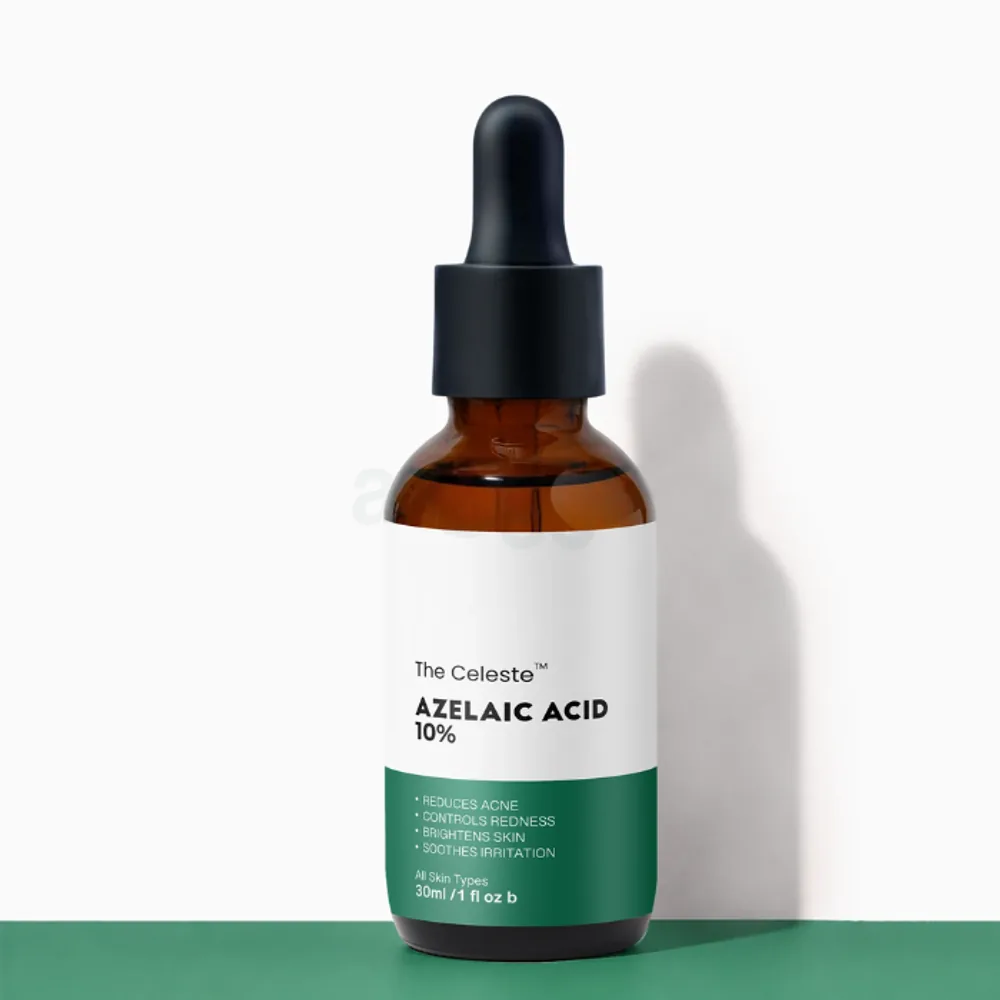 The Celeste™
AZELAIC ACID
10%
• REDUCES ACNE
• CONTROLS REDNESS
• BRIGHTENS SKIN
• SOOTHES IRRITATION
All Skin Types
30ml /1 fl oz b